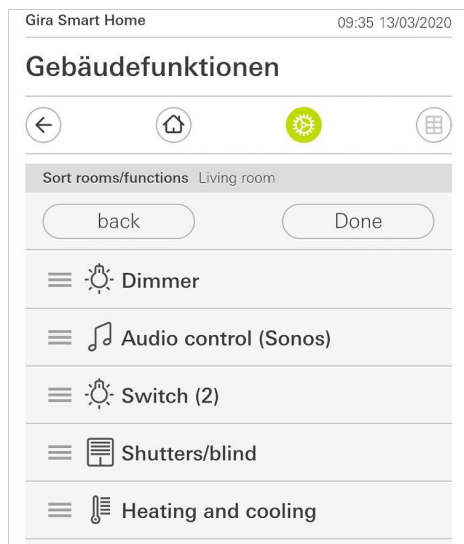 Gira Smart Home 09:35 13/03/2020
Gebäudefunktionen
Sort rooms/functions Living room
back Done
Dimmer
Audio control (Sonos)
Switch (2)
Shutters/blind
Heating and cooling